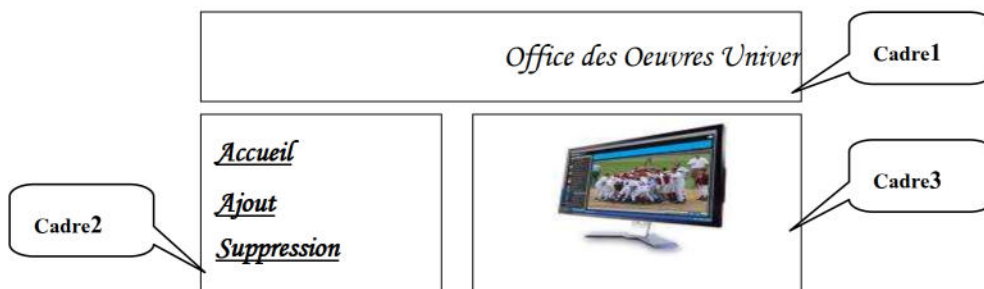 Office des Oeuvres Univer
Cadre1
Accueil
Ajout
Suppression
Cadre2
Cadre3